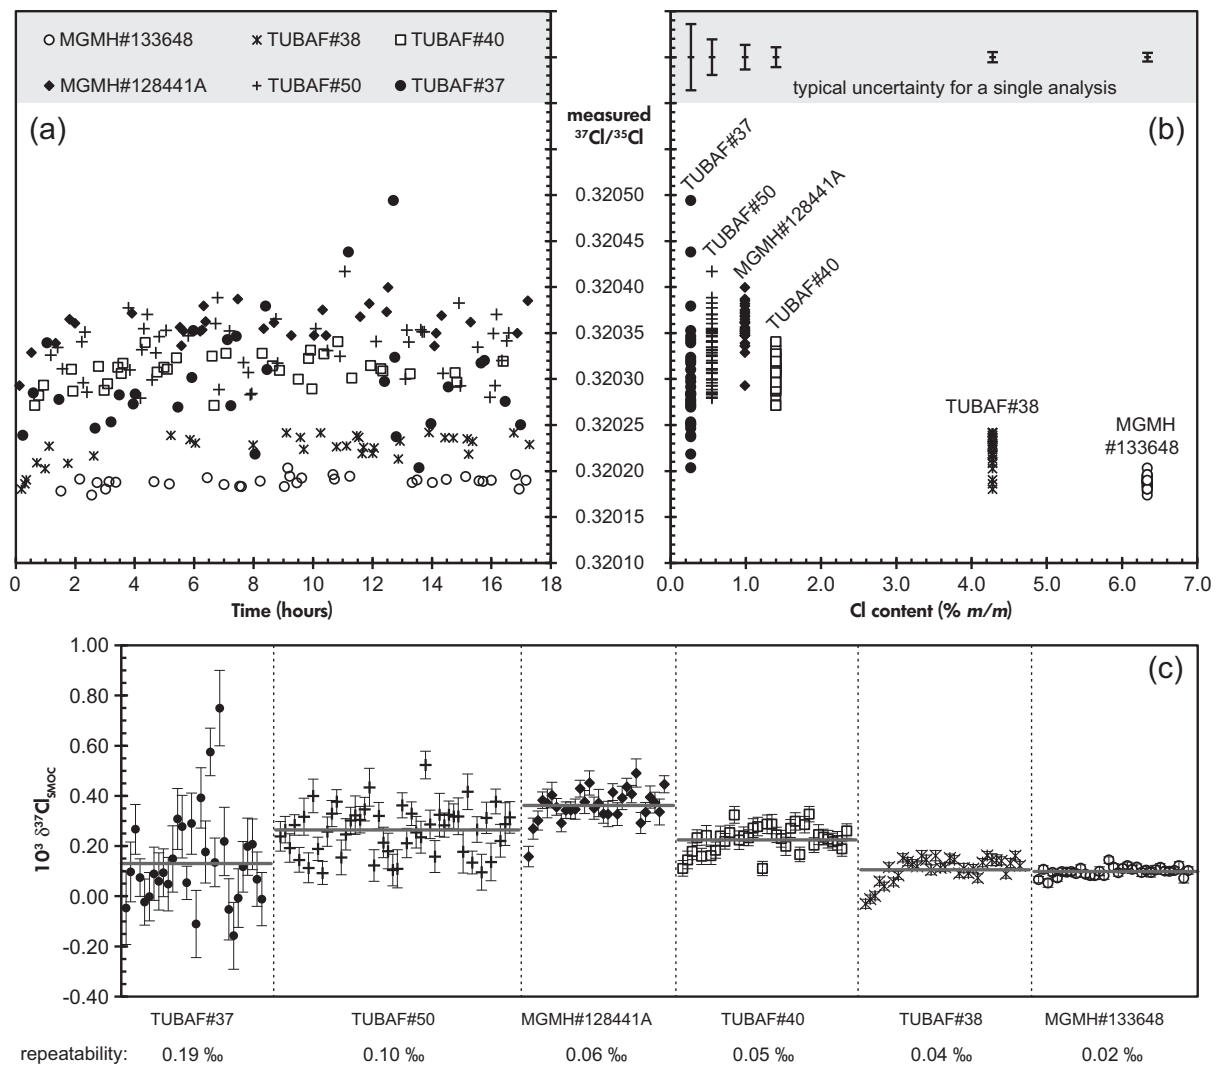 MGMH#133648 TUBAF#38 TUBAF#40
MGMH#128441A TUBAF#50 TUBAF#37
(a)
measured
³⁷Cl/³⁵Cl
0.32050
0.32045
0.32040
0.32035
0.32030
0.32025
0.32020
0.32015
0.32010
0 2 4 6 8 10 12 14 16 18
Time (hours)
typical uncertainty for a single analysis
(b)
TUBAF#37
TUBAF#50
MGMH#128441A
TUBAF#40
TUBAF#38
MGMH
#133648
0.0 1.0 2.0 3.0 4.0 5.0 6.0 7.0
Cl content (% m/m)
(c)
10³ δ³⁷Cl_SMOC
1.00
0.80
0.60
0.40
0.20
0.00
-0.20
-0.40
TUBAF#37 TUBAF#50 MGMH#128441A TUBAF#40 TUBAF#38 MGMH#133648
repeatability: 0.19 ‰ 0.10 ‰ 0.06 ‰ 0.05 ‰ 0.04 ‰ 0.02 ‰